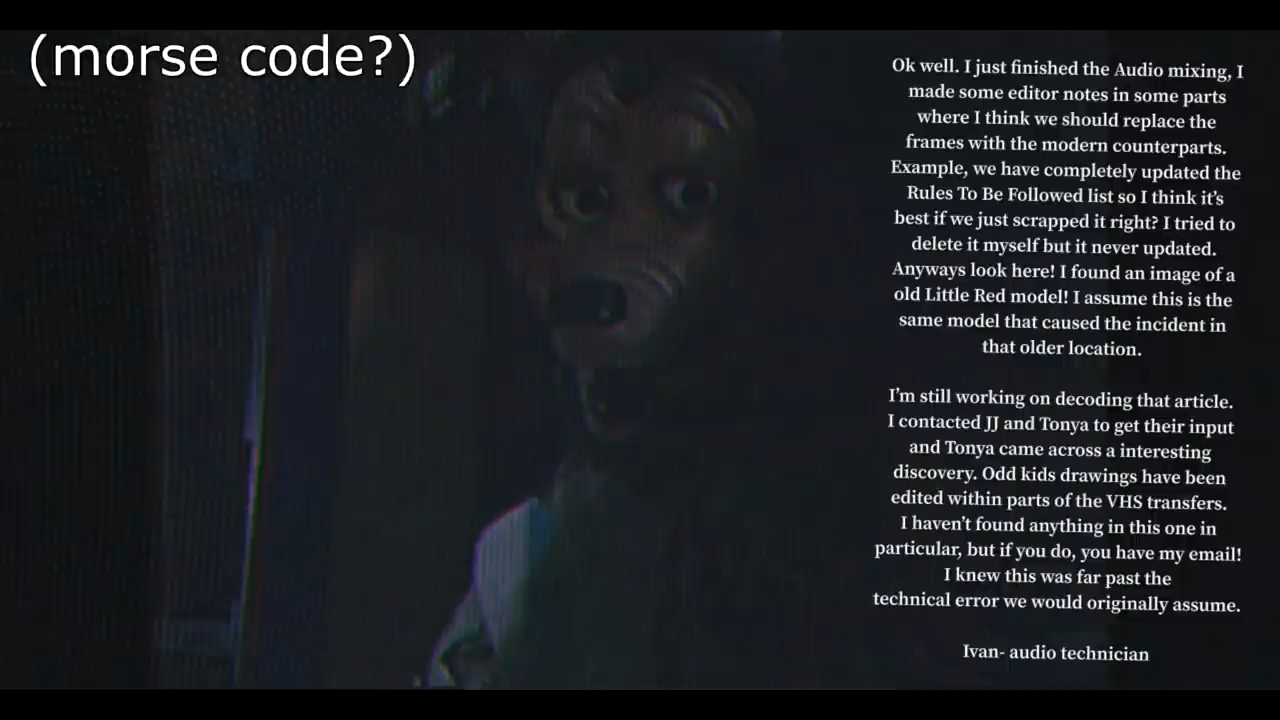 (morse code?)
Ok well. I just finished the Audio mixing, I
made some editor notes in some parts
where I think we should replace the
frames with the modern counterparts.
Example, we have completely updated the
Rules To Be Followed list so I think it's
best if we just scrapped it right? I tried to
delete it myself but it never updated.
Anyways look here! I found an image of a
old Little Red model! I assume this is the
same model that caused the incident in
that older location.
I'm still working on decoding that article.
I contacted JJ and Tonya to get their input
and Tonya came across a interesting
discovery. Odd kids drawings have been
edited within parts of the VHS transfers.
I haven't found anything in this one in
particular, but if you do, you have my email!
I knew this was far past the
technical error we would originally assume.
Ivan- audio technician